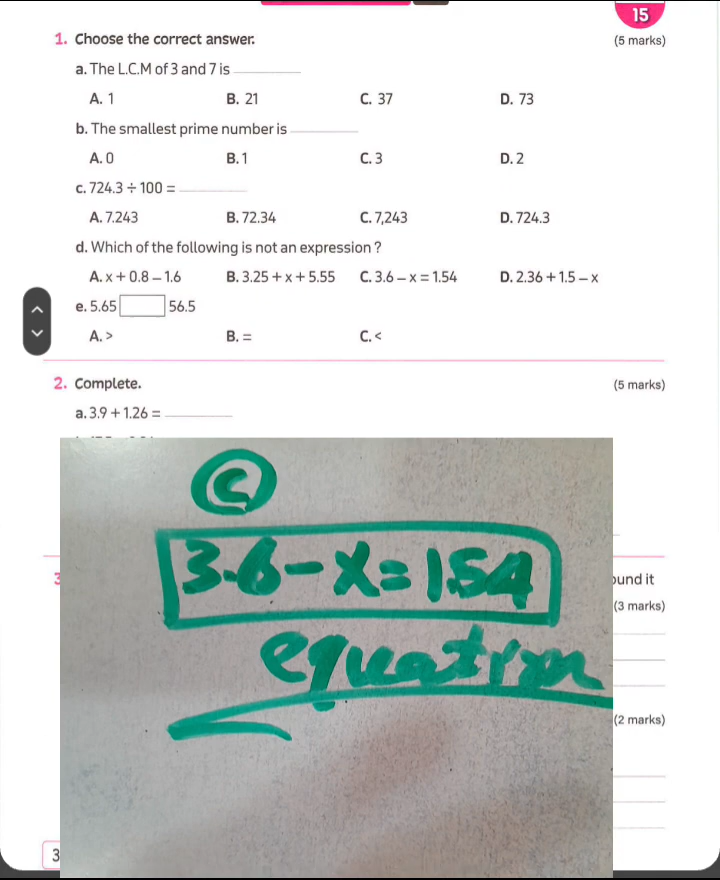 15
1. Choose the correct answer. (5 marks)
a. The L.C.M of 3 and 7 is
A. 1 B. 21 C. 37 D. 73
b. The smallest prime number is
A. 0 B. 1 C. 3 D. 2
c. 724.3 ÷ 100 =
A. 7.243 B. 72.34 C. 7,243 D. 724.3
d. Which of the following is not an expression ?
A. x + 0.8 – 1.6 B. 3.25 + x + 5.55 C. 3.6 – x = 1.54 D. 2.36 + 1.5 – x
e. 5.65 56.5
A. > B. = C. <
2. Complete. (5 marks)
a. 3.9 + 1.26 =
C
3.6 - x = 1.54
equation
3 und it
(3 marks)
(2 marks)
3